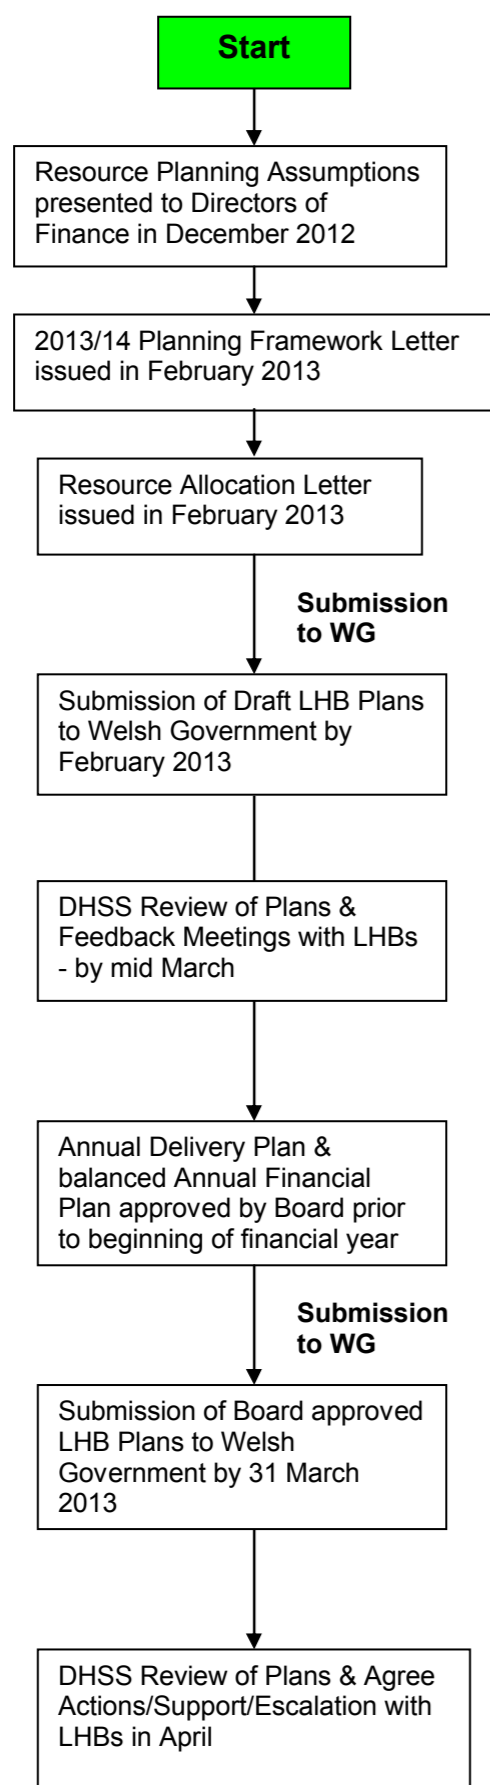 Start
Resource Planning Assumptions
presented to Directors of
Finance in December 2012
2013/14 Planning Framework Letter
issued in February 2013
Resource Allocation Letter
issued in February 2013
Submission
to WG
Submission of Draft LHB Plans
to Welsh Government by
February 2013
DHSS Review of Plans &
Feedback Meetings with LHBs
- by mid March
Annual Delivery Plan &
balanced Annual Financial
Plan approved by Board prior
to beginning of financial year
Submission
to WG
Submission of Board approved
LHB Plans to Welsh
Government by 31 March
2013
DHSS Review of Plans & Agree
Actions/Support/Escalation with
LHBs in April